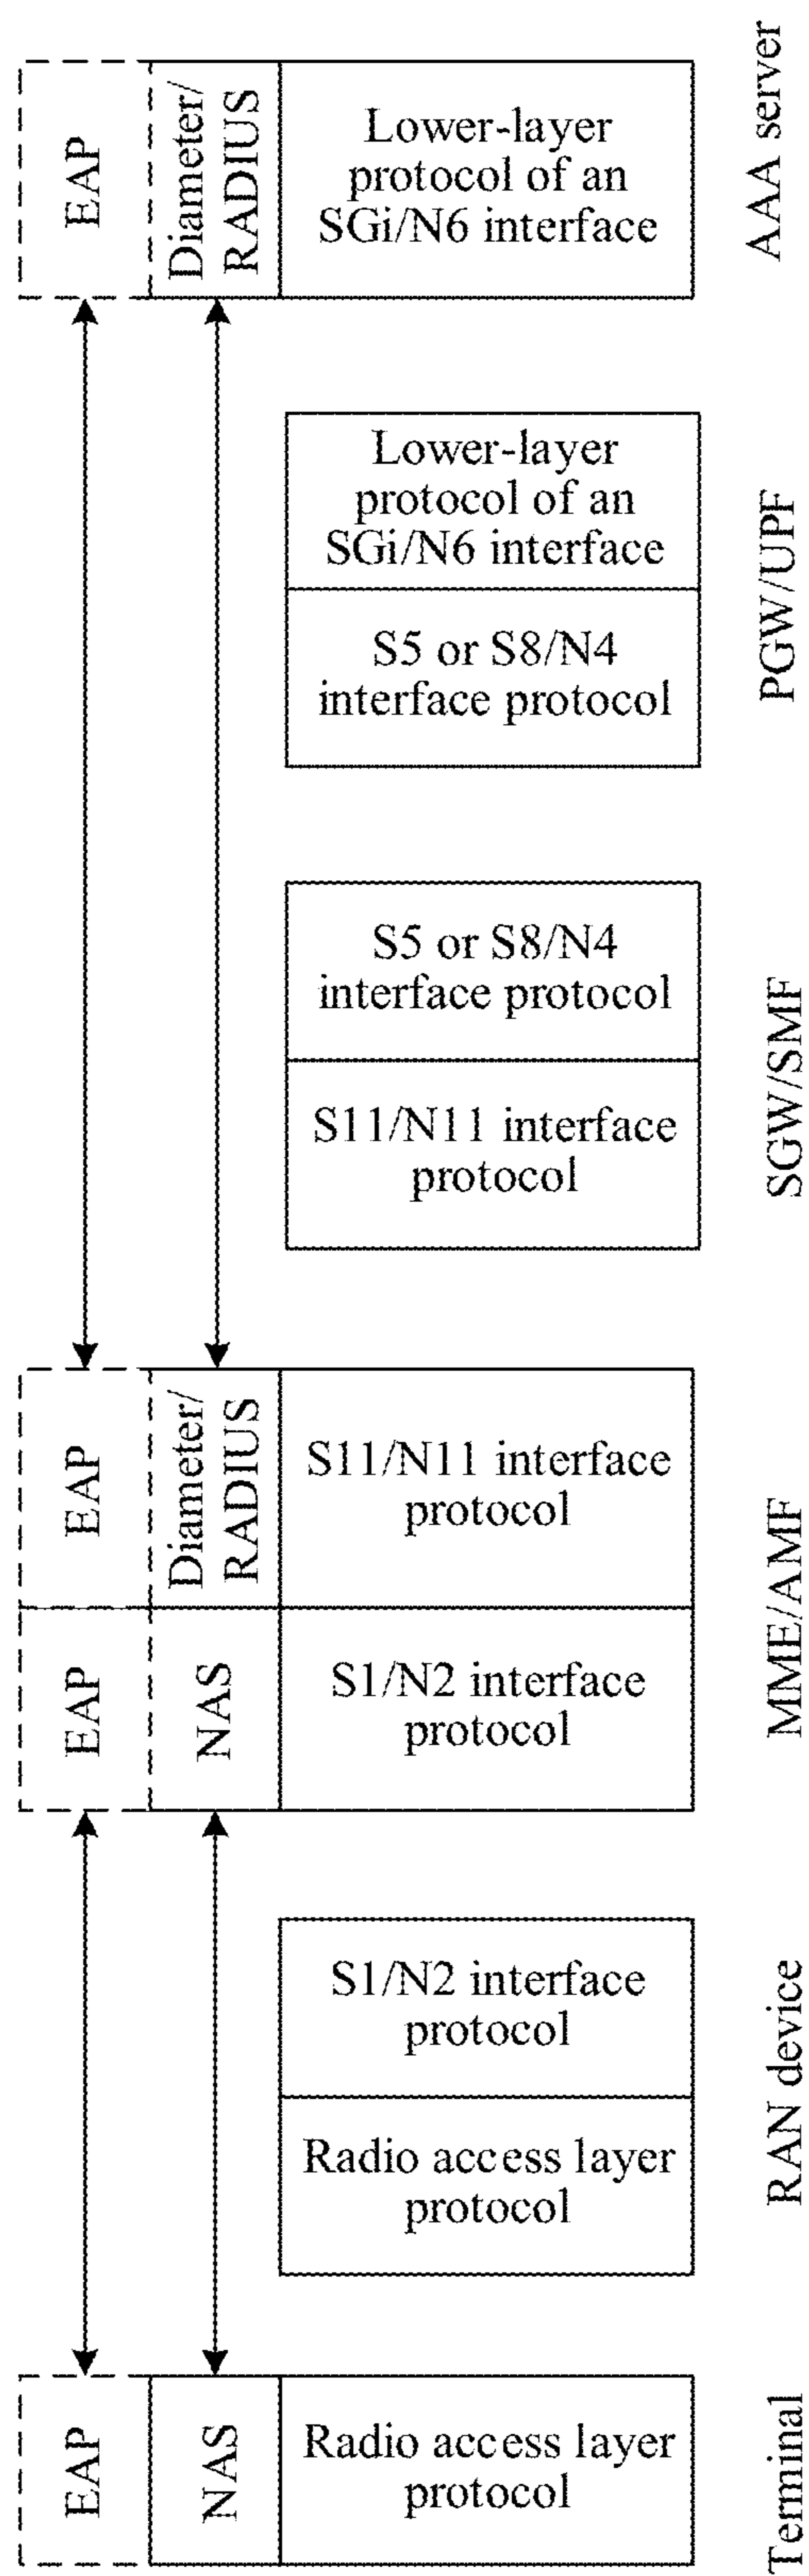 EAP
Diameter/
RADIUS
Lower-layer
protocol of an
SGi/N6 interface
AAA server
Lower-layer
protocol of an
SGi/N6 interface
S5 or S8/N4
interface protocol
PGW/UPF
S5 or S8/N4
interface protocol
S11/N11 interface
protocol
SGW/SMF
EAP
Diameter/
RADIUS
S11/N11 interface
protocol
EAP
NAS
S1/N2 interface
protocol
MME/AMF
S1/N2 interface
protocol
Radio access layer
protocol
RAN device
EAP
NAS
Radio access layer
protocol
Terminal